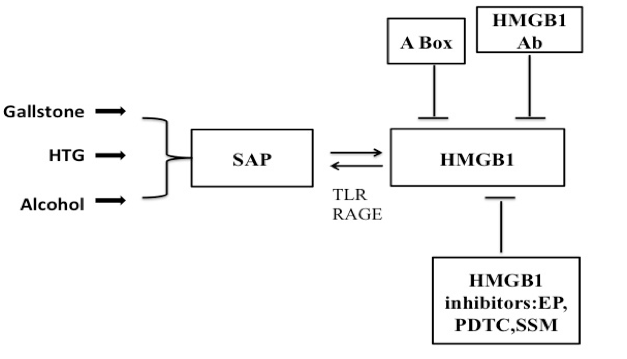 Gallstone
HTG
Alcohol
SAP
TLR
RAGE
A Box
HMGB1
Ab
HMGB1
HMGB1
inhibitors:EP,
PDTC,SSM